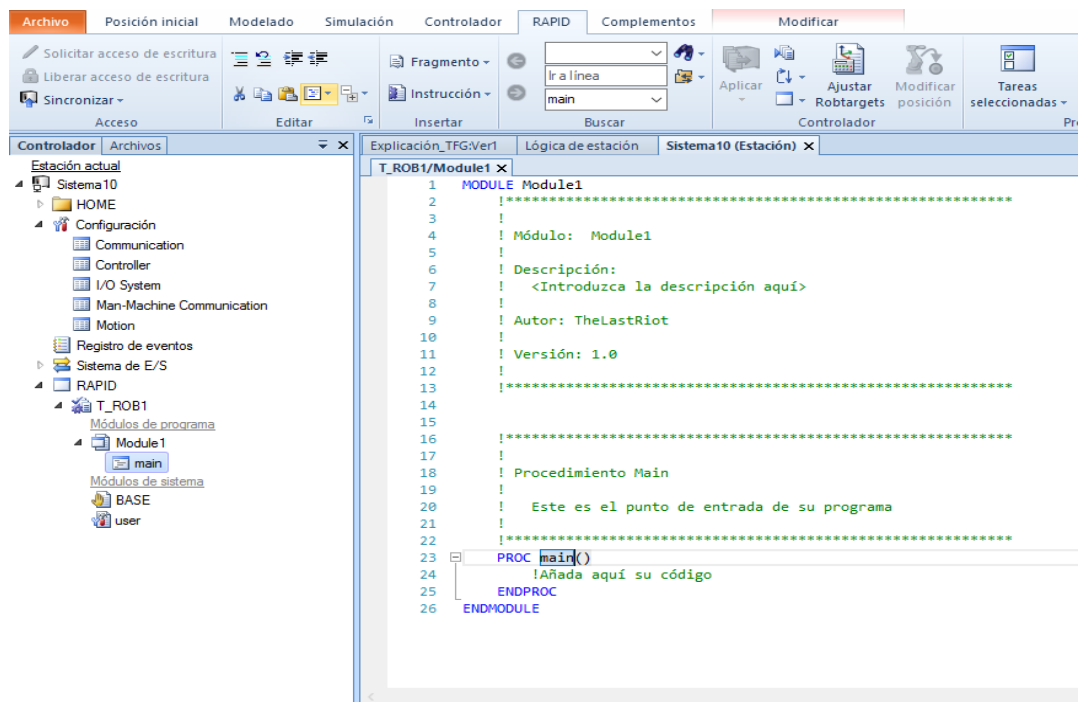 Archivo Posición inicial Modelado Simulación Controlador RAPID Complementos Modificar
Solicitar acceso de escritura
Liberar acceso de escritura
Sincronizar
Acceso
Editar
Fragmento
Instrucción
Insertar
Ir a línea
main
Buscar
Aplicar
Ajustar
Robtargets
Modificar
posición
Controlador
Tareas
seleccionadas
Pr
Controlador Archivos
Estación actual
Sistema10
HOME
Configuración
Communication
Controller
I/O System
Man-Machine Communication
Motion
Registro de eventos
Sistema de E/S
RAPID
T_ROB1
Módulos de programa
Module1
main
Módulos de sistema
BASE
user
Explicación_TFG:Ver1 Lógica de estación Sistema10 (Estación)
T_ROB1/Module1
1 MODULE Module1
2 !***********************************************************
3 !
4 ! Módulo: Module1
5 !
6 ! Descripción:
7 ! <Introduzca la descripción aquí>
8 !
9 ! Autor: TheLastRiot
10 !
11 ! Versión: 1.0
12 !
13 !***********************************************************
14
15
16 !***********************************************************
17 !
18 ! Procedimiento Main
19 !
20 ! Este es el punto de entrada de su programa
21 !
22 !***********************************************************
23 PROC main()
24 !Añada aquí su código
25 ENDPROC
26 ENDMODULE